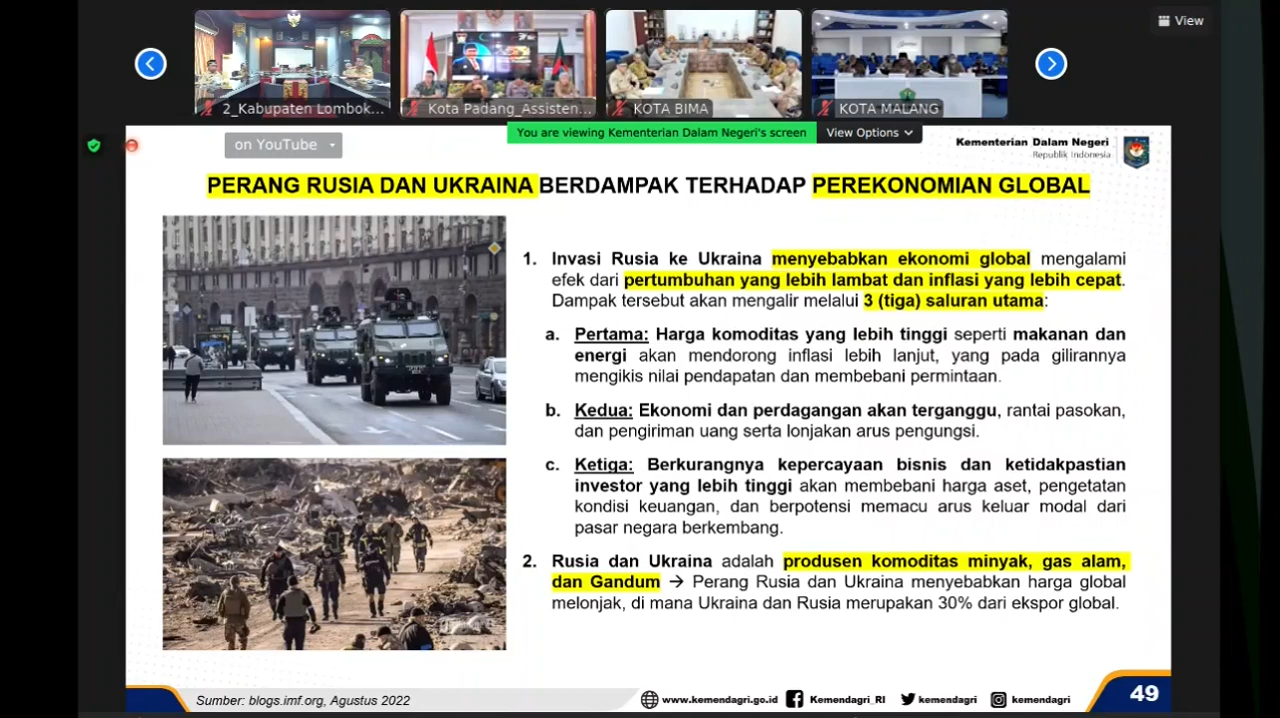 View
2_Kabupaten Lombok...
Kota Padang_Assisten...
KOTA BIMA
KOTA MALANG
You are viewing Kementerian Dalam Negeri's screen
View Options
on YouTube
Kementerian Dalam Negeri
Republik Indonesia
PERANG RUSIA DAN UKRAINA BERDAMPAK TERHADAP PEREKONOMIAN GLOBAL
1. Invasi Rusia ke Ukraina menyebabkan ekonomi global mengalami
efek dari pertumbuhan yang lebih lambat dan inflasi yang lebih cepat.
Dampak tersebut akan mengalir melalui 3 (tiga) saluran utama:
a. Pertama: Harga komoditas yang lebih tinggi seperti makanan dan
energi akan mendorong inflasi lebih lanjut, yang pada gilirannya
mengikis nilai pendapatan dan membebani permintaan.
b. Kedua: Ekonomi dan perdagangan akan terganggu, rantai pasokan,
dan pengiriman uang serta lonjakan arus pengungsi.
c. Ketiga: Berkurangnya kepercayaan bisnis dan ketidakpastian
investor yang lebih tinggi akan membebani harga aset, pengetatan
kondisi keuangan, dan berpotensi memacu arus keluar modal dari
pasar negara berkembang.
2. Rusia dan Ukraina adalah produsen komoditas minyak, gas alam,
dan Gandum → Perang Rusia dan Ukraina menyebabkan harga global
melonjak, di mana Ukraina dan Rusia merupakan 30% dari ekspor global.
Sumber: blogs.imf.org, Agustus 2022
www.kemendagri.go.id
Kemendagri_RI
kemendagri
kemendagri
49